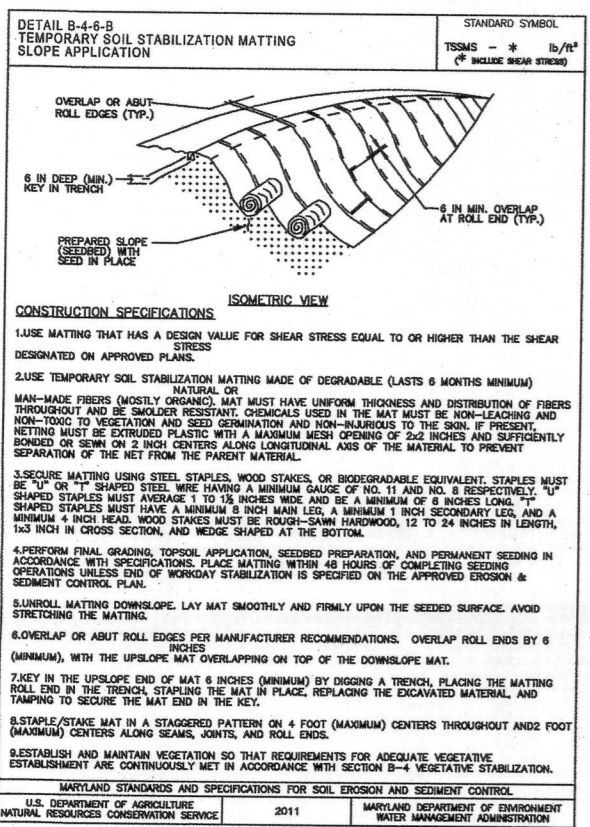 DETAIL B-4-6-B
TEMPORARY SOIL STABILIZATION MATTING
SLOPE APPLICATION
STANDARD SYMBOL
TSSMS - * lb/ft²
(* INCLUDE SHEAR STRESS)
OVERLAP OR ABUT
ROLL EDGES (TYP.)
6 IN DEEP (MIN.)
KEY IN TRENCH
6 IN MIN. OVERLAP
AT ROLL END (TYP.)
PREPARED SLOPE
(SEEDBED) WITH
SEED IN PLACE
ISOMETRIC VIEW
CONSTRUCTION SPECIFICATIONS
1.USE MATTING THAT HAS A DESIGN VALUE FOR SHEAR STRESS EQUAL TO OR HIGHER THAN THE SHEAR
STRESS
DESIGNATED ON APPROVED PLANS.
2.USE TEMPORARY SOIL STABILIZATION MATTING MADE OF DEGRADABLE (LASTS 6 MONTHS MINIMUM)
NATURAL OR
MAN-MADE FIBERS (MOSTLY ORGANIC). MAT MUST HAVE UNIFORM THICKNESS AND DISTRIBUTION OF FIBERS
THROUGHOUT AND BE SMOLDER RESISTANT. CHEMICALS USED IN THE MAT MUST BE NON-LEACHING AND
NON-TOXIC TO VEGETATION AND SEED GERMINATION AND NON-INJURIOUS TO THE SKIN. IF PRESENT,
NETTING MUST BE EXTRUDED PLASTIC WITH A MAXIMUM MESH OPENING OF 2x2 INCHES AND SUFFICIENTLY
BONDED OR SEWN ON 2 INCH CENTERS ALONG LONGITUDINAL AXIS OF THE MATERIAL TO PREVENT
SEPARATION OF THE NET FROM THE PARENT MATERIAL.
3.SECURE MATTING USING STEEL STAPLES, WOOD STAKES, OR BIODEGRADABLE EQUIVALENT. STAPLES MUST
BE "U" OR "T" SHAPED STEEL WIRE HAVING A MINIMUM GAUGE OF NO. 11 AND NO. 8 RESPECTIVELY. "U"
SHAPED STAPLES MUST AVERAGE 1 TO 1½ INCHES WIDE AND BE A MINIMUM OF 6 INCHES LONG. "T"
SHAPED STAPLES MUST HAVE A MINIMUM 8 INCH MAIN LEG, A MINIMUM 1 INCH SECONDARY LEG, AND A
MINIMUM 4 INCH HEAD. WOOD STAKES MUST BE ROUGH-SAWN HARDWOOD, 12 TO 24 INCHES IN LENGTH,
1x3 INCH IN CROSS SECTION, AND WEDGE SHAPED AT THE BOTTOM.
4.PERFORM FINAL GRADING, TOPSOIL APPLICATION, SEEDBED PREPARATION, AND PERMANENT SEEDING IN
ACCORDANCE WITH SPECIFICATIONS. PLACE MATTING WITHIN 48 HOURS OF COMPLETING SEEDING
OPERATIONS UNLESS END OF WORKDAY STABILIZATION IS SPECIFIED ON THE APPROVED EROSION &
SEDIMENT CONTROL PLAN.
5.UNROLL MATTING DOWNSLOPE. LAY MAT SMOOTHLY AND FIRMLY UPON THE SEEDED SURFACE. AVOID
STRETCHING THE MATTING.
6.OVERLAP OR ABUT ROLL EDGES PER MANUFACTURER RECOMMENDATIONS. OVERLAP ROLL ENDS BY 6
INCHES
(MINIMUM), WITH THE UPSLOPE MAT OVERLAPPING ON TOP OF THE DOWNSLOPE MAT.
7.KEY IN THE UPSLOPE END OF MAT 6 INCHES (MINIMUM) BY DIGGING A TRENCH, PLACING THE MATTING
ROLL END IN THE TRENCH, STAPLING THE MAT IN PLACE, REPLACING THE EXCAVATED MATERIAL, AND
TAMPING TO SECURE THE MAT END IN THE KEY.
8.STAPLE/STAKE MAT IN A STAGGERED PATTERN ON 4 FOOT (MAXIMUM) CENTERS THROUGHOUT AND2 FOOT
(MAXIMUM) CENTERS ALONG SEAMS, JOINTS, AND ROLL ENDS.
9.ESTABLISH AND MAINTAIN VEGETATION SO THAT REQUIREMENTS FOR ADEQUATE VEGETATIVE
ESTABLISHMENT ARE CONTINUOUSLY MET IN ACCORDANCE WITH SECTION B-4 VEGETATIVE STABILIZATION.
MARYLAND STANDARDS AND SPECIFICATIONS FOR SOIL EROSION AND SEDIMENT CONTROL
U.S. DEPARTMENT OF AGRICULTURE
NATURAL RESOURCES CONSERVATION SERVICE
2011
MARYLAND DEPARTMENT OF ENVIRONMENT
WATER MANAGEMENT ADMINISTRATION